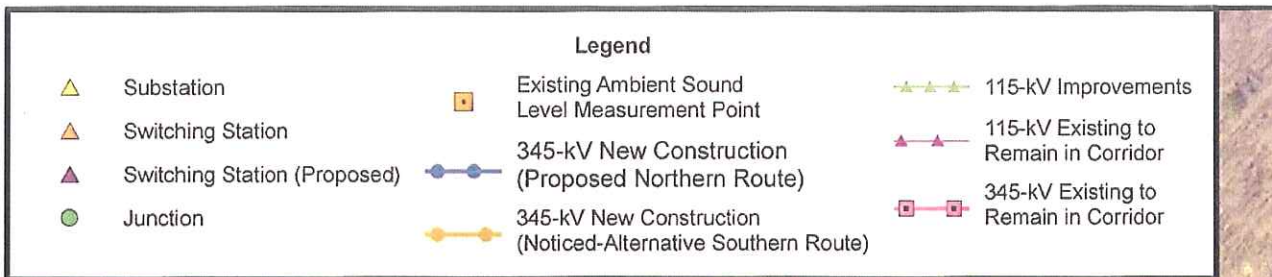 Legend
Substation
Switching Station
Switching Station (Proposed)
Junction
Existing Ambient Sound
Level Measurement Point
345-kV New Construction
(Proposed Northern Route)
345-kV New Construction
(Noticed-Alternative Southern Route)
115-kV Improvements
115-kV Existing to
Remain in Corridor
345-kV Existing to
Remain in Corridor